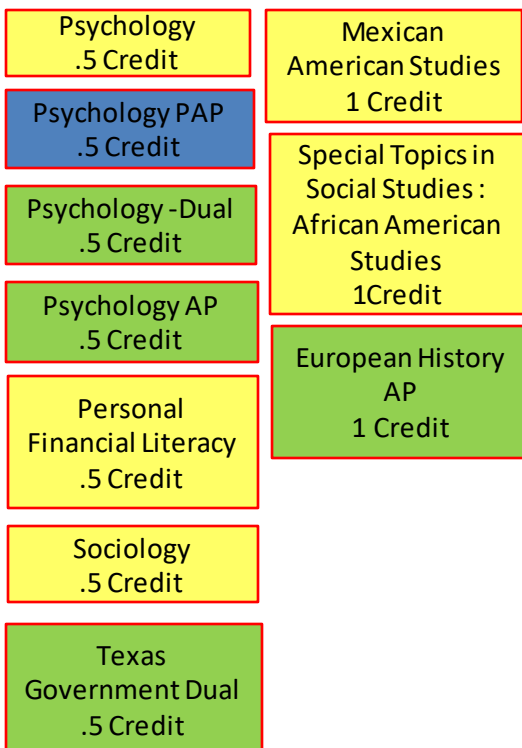 Psychology
.5 Credit
Psychology PAP
.5 Credit
Psychology -Dual
.5 Credit
Psychology AP
.5 Credit
Personal
Financial Literacy
.5 Credit
Sociology
.5 Credit
Texas
Government Dual
.5 Credit
Mexican
American Studies
1 Credit
Special Topics in
Social Studies :
African American
Studies
1Credit
European History
AP
1 Credit